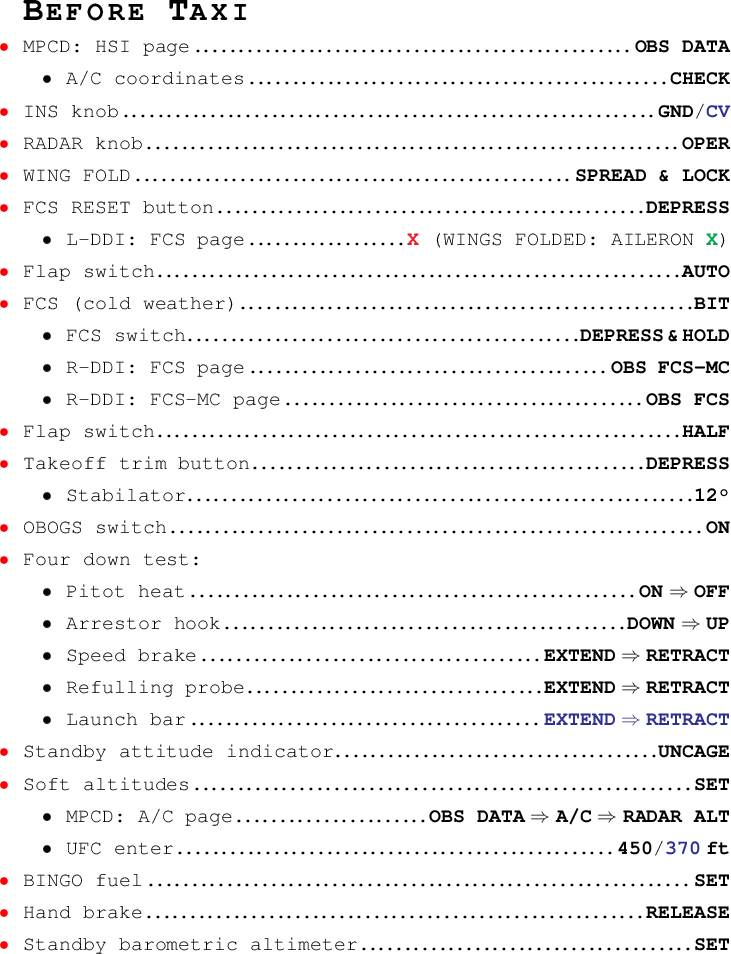 BEFORE TAXI
• MPCD: HSI page.................................................OBS DATA
• A/C coordinates...............................................CHECK
• INS knob............................................................GND/CV
• RADAR knob............................................................OPER
• WING FOLD.................................................SPREAD & LOCK
• FCS RESET button................................................DEPRESS
• L-DDI: FCS page..................X (WINGS FOLDED: AILERON X)
• Flap switch...........................................................AUTO
• FCS (cold weather)...................................................BIT
• FCS switch............................................DEPRESS & HOLD
• R-DDI: FCS page........................................OBS FCS-MC
• R-DDI: FCS-MC page........................................OBS FCS
• Flap switch...........................................................HALF
• Takeoff trim button............................................DEPRESS
• Stabilator.........................................................12°
• OBOGS switch............................................................ON
• Four down test:
• Pitot heat..................................................ON ⇒ OFF
• Arrestor hook.............................................DOWN ⇒ UP
• Speed brake......................................EXTEND ⇒ RETRACT
• Refulling probe.................................EXTEND ⇒ RETRACT
• Launch bar.......................................EXTEND ⇒ RETRACT
• Standby attitude indicator....................................UNCAGE
• Soft altitudes........................................................SET
• MPCD: A/C page......................OBS DATA ⇒ A/C ⇒ RADAR ALT
• UFC enter.................................................450/370 ft
• BINGO fuel.............................................................SET
• Hand brake........................................................RELEASE
• Standby barometric altimeter.....................................SET